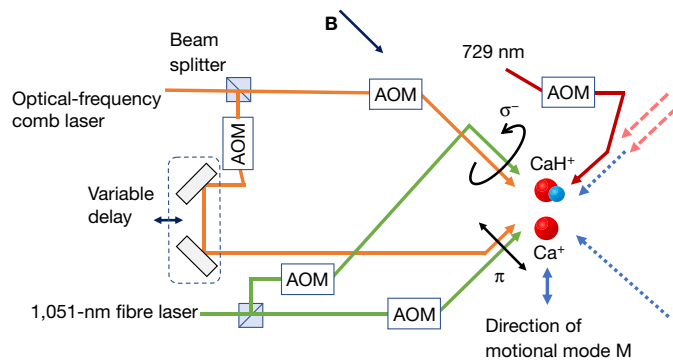 B
Beam
splitter
729 nm
AOM
AOM
Optical-frequency
comb laser
σ⁻
AOM
CaH⁺
Variable
delay
Ca⁺
π
AOM
1,051-nm fibre laser
AOM
Direction of
motional mode M